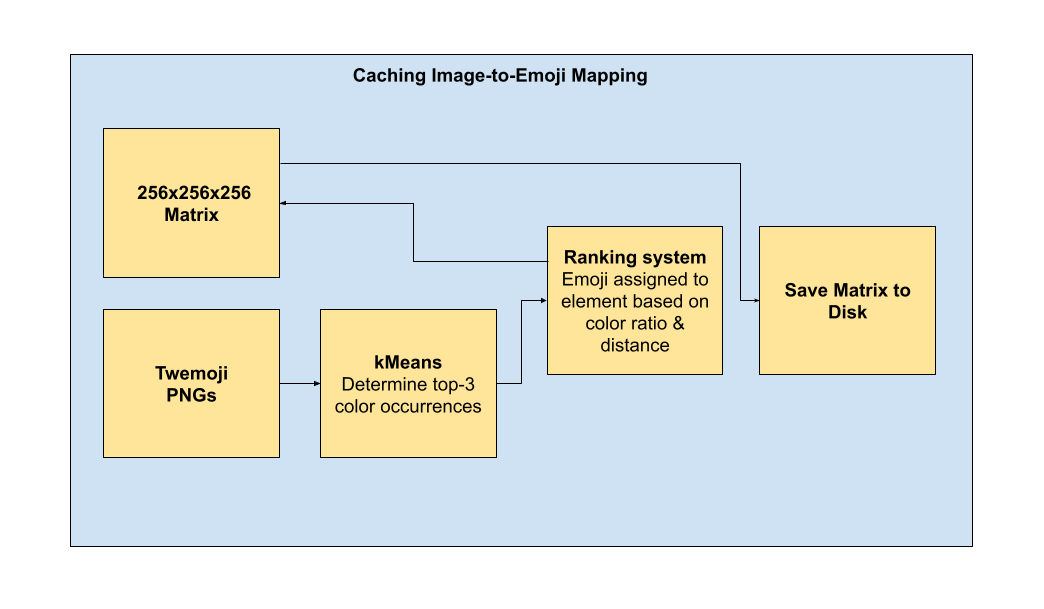 Caching Image-to-Emoji Mapping
256x256x256
Matrix
Ranking system
Emoji assigned to
element based on
color ratio &
distance
Save Matrix to
Disk
Twemoji
PNGs
kMeans
Determine top-3
color occurrences